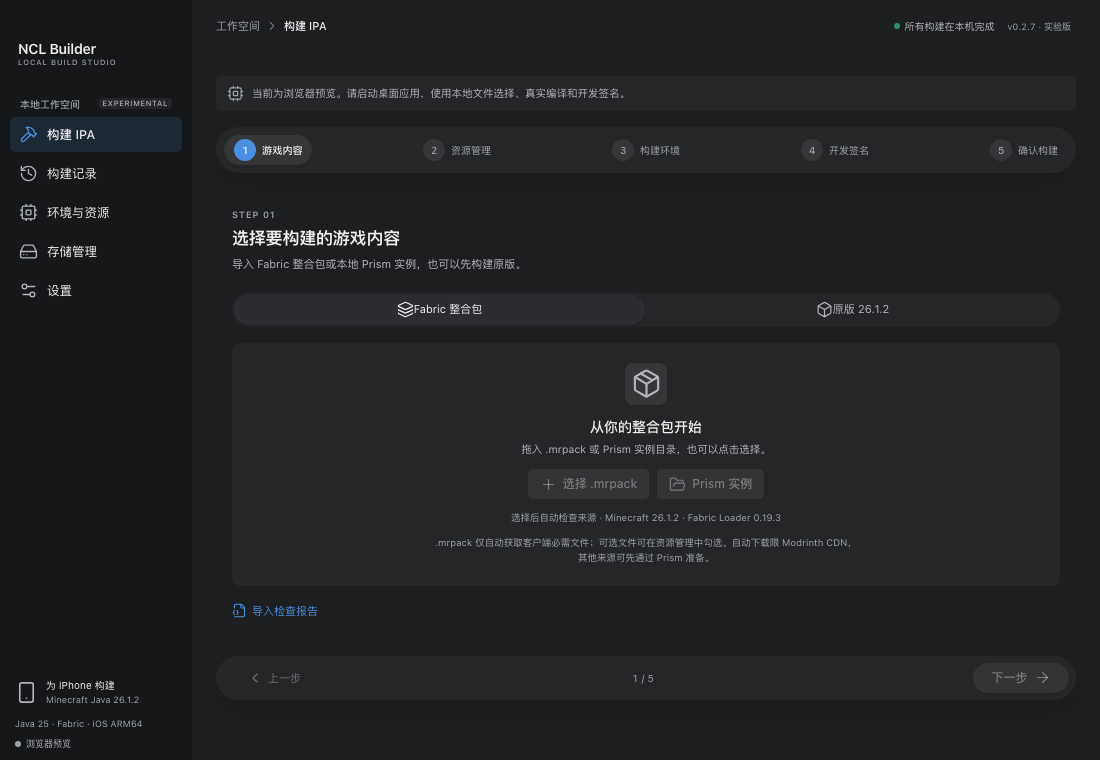 NCL Builder
LOCAL BUILD STUDIO
本地工作空间 EXPERIMENTAL
构建 IPA
构建记录
环境与资源
存储管理
设置
为 iPhone 构建
Minecraft Java 26.1.2
Java 25 · Fabric · iOS ARM64
浏览器预览
工作空间 > 构建 IPA
所有构建在本机完成 v0.2.7 · 实验版
当前为浏览器预览。请启动桌面应用，使用本地文件选择、真实编译和开发签名。
1 游戏内容 2 资源管理 3 构建环境 4 开发签名 5 确认构建
STEP 01
选择要构建的游戏内容
导入 Fabric 整合包或本地 Prism 实例，也可以先构建原版。
Fabric 整合包 原版 26.1.2
从你的整合包开始
拖入 .mrpack 或 Prism 实例目录，也可以点击选择。
选择 .mrpack Prism 实例
选择后自动检查来源 · Minecraft 26.1.2 · Fabric Loader 0.19.3
.mrpack 仅自动获取客户端必需文件；可选文件可在资源管理中勾选。自动下载限 Modrinth CDN，
其他来源可先通过 Prism 准备。
导入检查报告
上一步 1 / 5 下一步